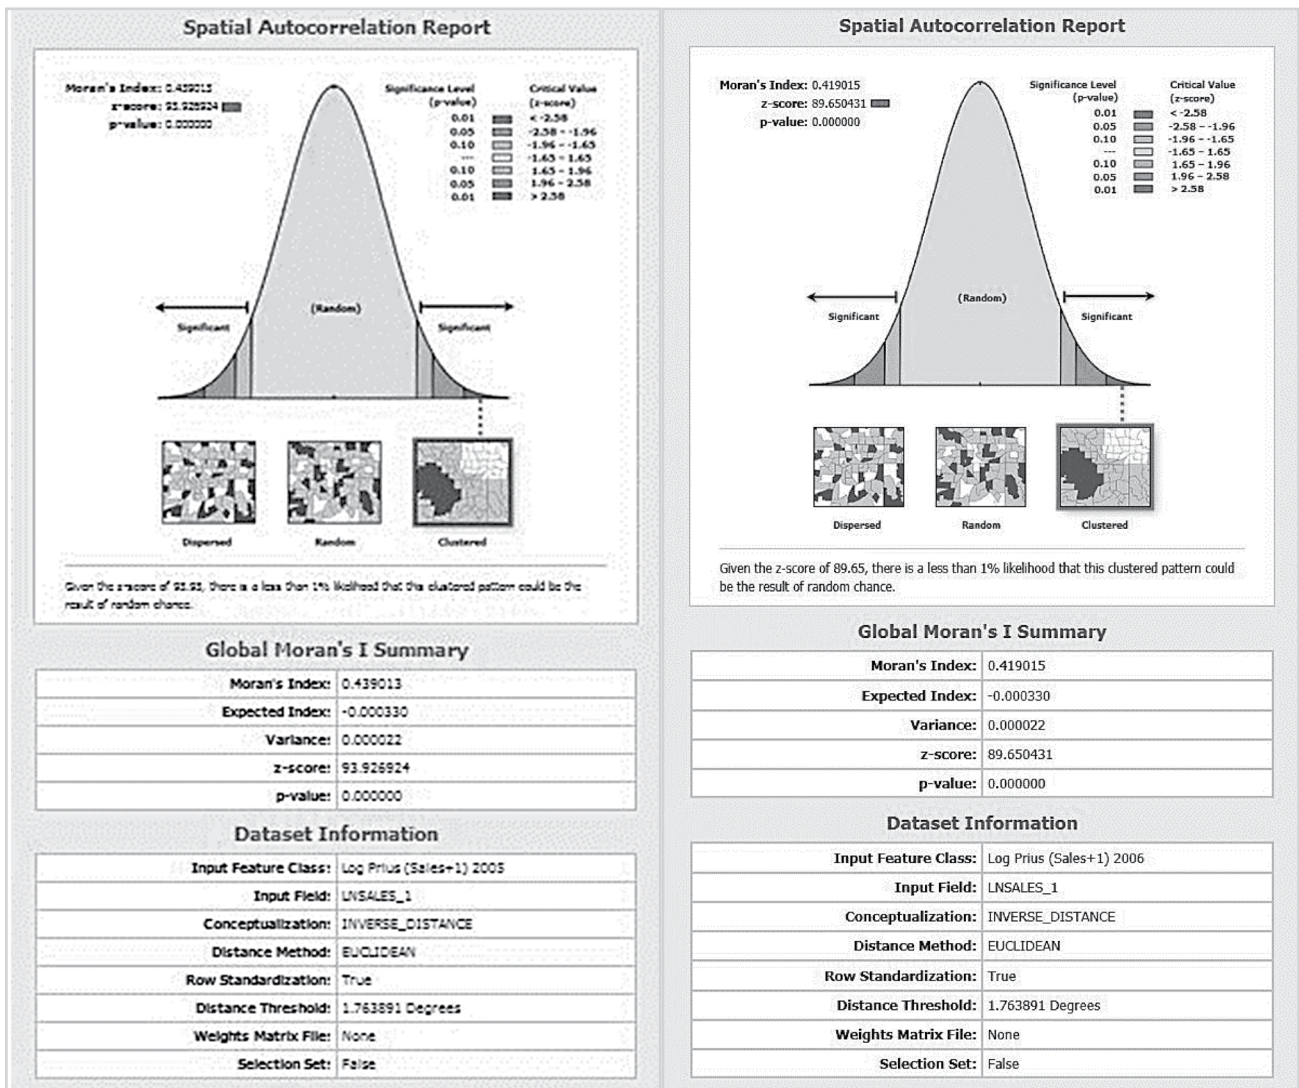 Spatial Autocorrelation Report
Moran's Index: 0.439013
z-score: 93.926924
p-value: 0.000000
Significance Level
(p-value)
Critical Value
(z-score)
0.01 < -2.58
0.05 -2.58 - -1.96
0.10 -1.96 - -1.65
--- -1.65 - 1.65
0.10 1.65 - 1.96
0.05 1.96 - 2.58
0.01 > 2.58
(Random)
Significant
Significant
Dispersed
Random
Clustered
Given the z-score of 93.93, there is a less than 1% likelihood that this clustered pattern could be the
result of random chance.
Global Moran's I Summary
Moran's Index: 0.439013
Expected Index: -0.000330
Variance: 0.000022
z-score: 93.926924
p-value: 0.000000
Dataset Information
Input Feature Class: Log Prius (Sales+1) 2005
Input Field: LNSALES_1
Conceptualization: INVERSE_DISTANCE
Distance Method: EUCLIDEAN
Row Standardization: True
Distance Threshold: 1.763891 Degrees
Weights Matrix File: None
Selection Set: False
Spatial Autocorrelation Report
Moran's Index: 0.419015
z-score: 89.650431
p-value: 0.000000
Significance Level
(p-value)
Critical Value
(z-score)
0.01 < -2.58
0.05 -2.58 - -1.96
0.10 -1.96 - -1.65
--- -1.65 - 1.65
0.10 1.65 - 1.96
0.05 1.96 - 2.58
0.01 > 2.58
(Random)
Significant
Significant
Dispersed
Random
Clustered
Given the z-score of 89.65, there is a less than 1% likelihood that this clustered pattern could
be the result of random chance.
Global Moran's I Summary
Moran's Index: 0.419015
Expected Index: -0.000330
Variance: 0.000022
z-score: 89.650431
p-value: 0.000000
Dataset Information
Input Feature Class: Log Prius (Sales+1) 2006
Input Field: LNSALES_1
Conceptualization: INVERSE_DISTANCE
Distance Method: EUCLIDEAN
Row Standardization: True
Distance Threshold: 1.763891 Degrees
Weights Matrix File: None
Selection Set: False